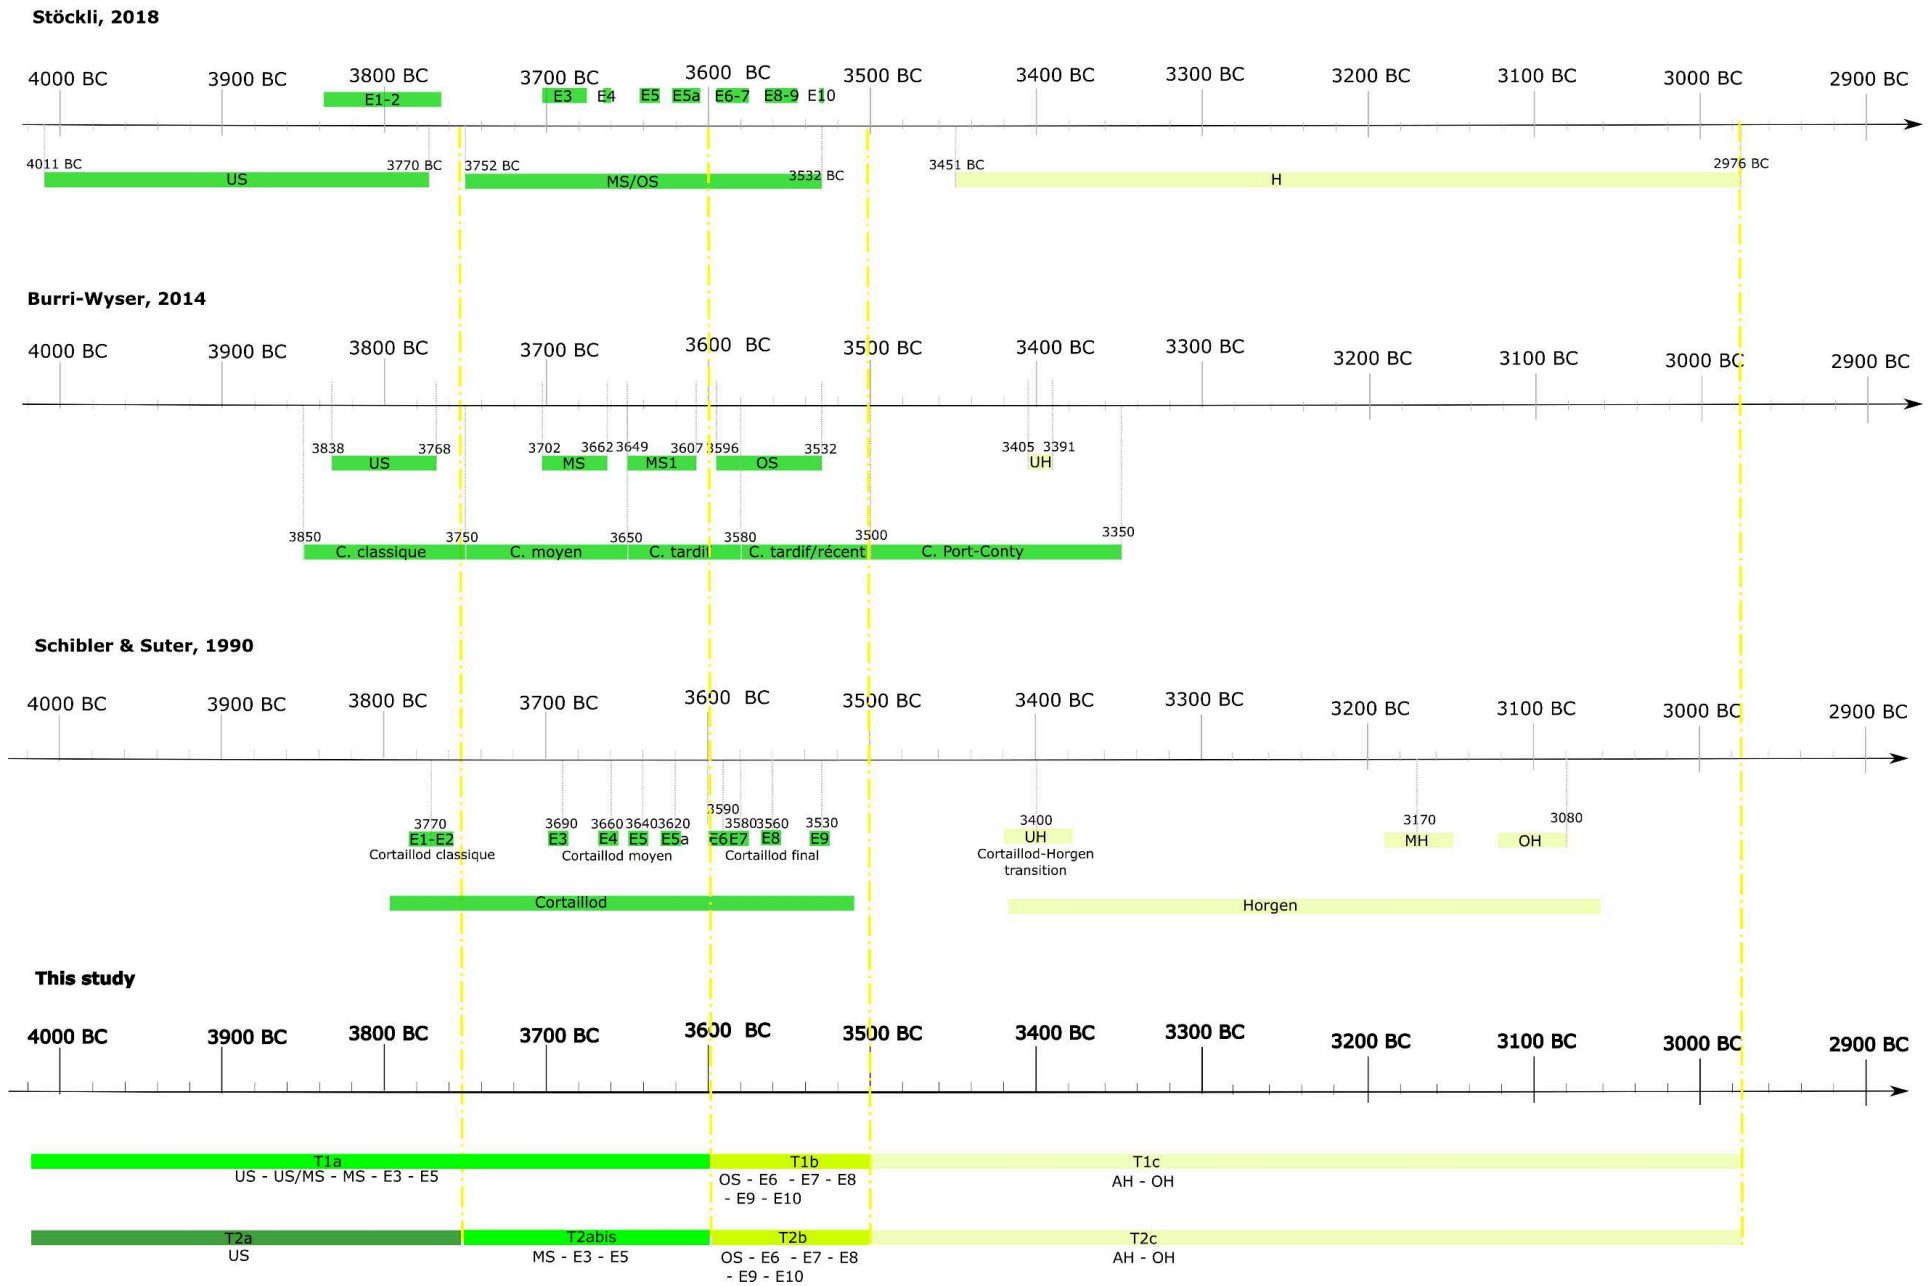 Stöckli, 2018
4000 BC 3900 BC 3800 BC 3700 BC 3600 BC 3500 BC 3400 BC 3300 BC 3200 BC 3100 BC 3000 BC 2900 BC
E1-2 E3 E4 E5 E5a E6-7 E8-9 E10
4011 BC 3770 BC 3752 BC 3532 BC 3451 BC 2976 BC
US MS/OS H
Burri-Wyser, 2014
4000 BC 3900 BC 3800 BC 3700 BC 3600 BC 3500 BC 3400 BC 3300 BC 3200 BC 3100 BC 3000 BC 2900 BC
3838 3768 3702 3662 3649 3607 3596 3532 3405 3391
US MS MS1 OS UH
3850 3750 3650 3580 3500 3350
C. classique C. moyen C. tardif C. tardif/récent C. Port-Conty
Schibler & Suter, 1990
4000 BC 3900 BC 3800 BC 3700 BC 3600 BC 3500 BC 3400 BC 3300 BC 3200 BC 3100 BC 3000 BC 2900 BC
3590
3770 3690 3660 3640 3620 3580 3560 3530 3400 3170 3080
E1-E2 E3 E4 E5 E5a E6 E7 E8 E9 UH MH OH
Cortaillod classique Cortaillod moyen Cortaillod final Cortaillod-Horgen
transition
Cortaillod Horgen
This study
4000 BC 3900 BC 3800 BC 3700 BC 3600 BC 3500 BC 3400 BC 3300 BC 3200 BC 3100 BC 3000 BC 2900 BC
T1a T1b T1c
US - US/MS - MS - E3 - E5 OS - E6 - E7 - E8 AH - OH
- E9 - E10
T2a T2abis T2b T2c
US MS - E3 - E5 OS - E6 - E7 - E8 AH - OH
- E9 - E10